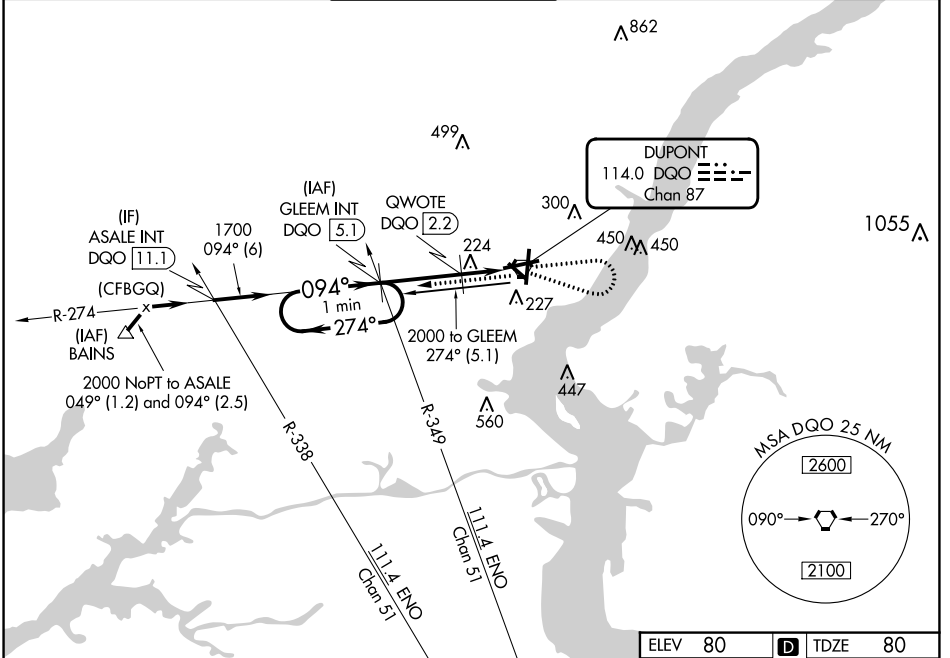 862
499
DUPONT
114.0 DQO
Chan 87
(IAF)
GLEEM INT
DQO 5.1
QWOTE
DQO 2.2
300
(IF)
ASALE INT
DQO 11.1
1700
094° (6)
224
450
450
1055
(CFBGQ)
x
094°
1 min
274°
227
R-274
(IAF)
BAINS
2000 to GLEEM
274° (5.1)
2000 NoPT to ASALE
049° (1.2) and 094° (2.5)
447
560
R-338
R-349
MSA DQO 25 NM
2600
090°
270°
2100
111.4 ENO
Chan 51
111.4 ENO
Chan 51
ELEV 80
D
TDZE 80